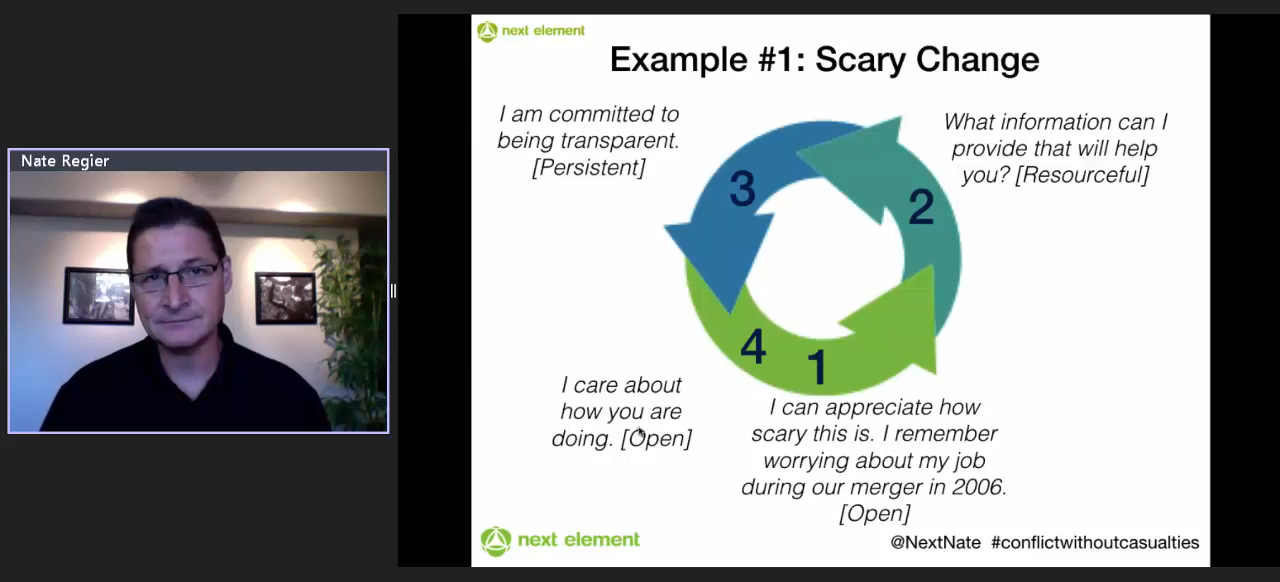 Nate Regier
next element
Example #1: Scary Change
I am committed to
being transparent.
[Persistent]
What information can I
provide that will help
you? [Resourceful]
3
2
4
1
I care about
how you are
doing. [Open]
I can appreciate how
scary this is. I remember
worrying about my job
during our merger in 2006.
[Open]
next element
@NextNate #conflictwithoutcasualties